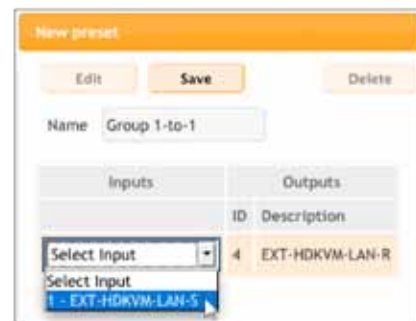 New preset
Edit Save Delete
Name Group 1-to-1
Inputs Outputs
ID Description
Select Input 4 EXT-HDKVM-LAN-R
Select Input
1 - EXT-HDKVM-LAN-S